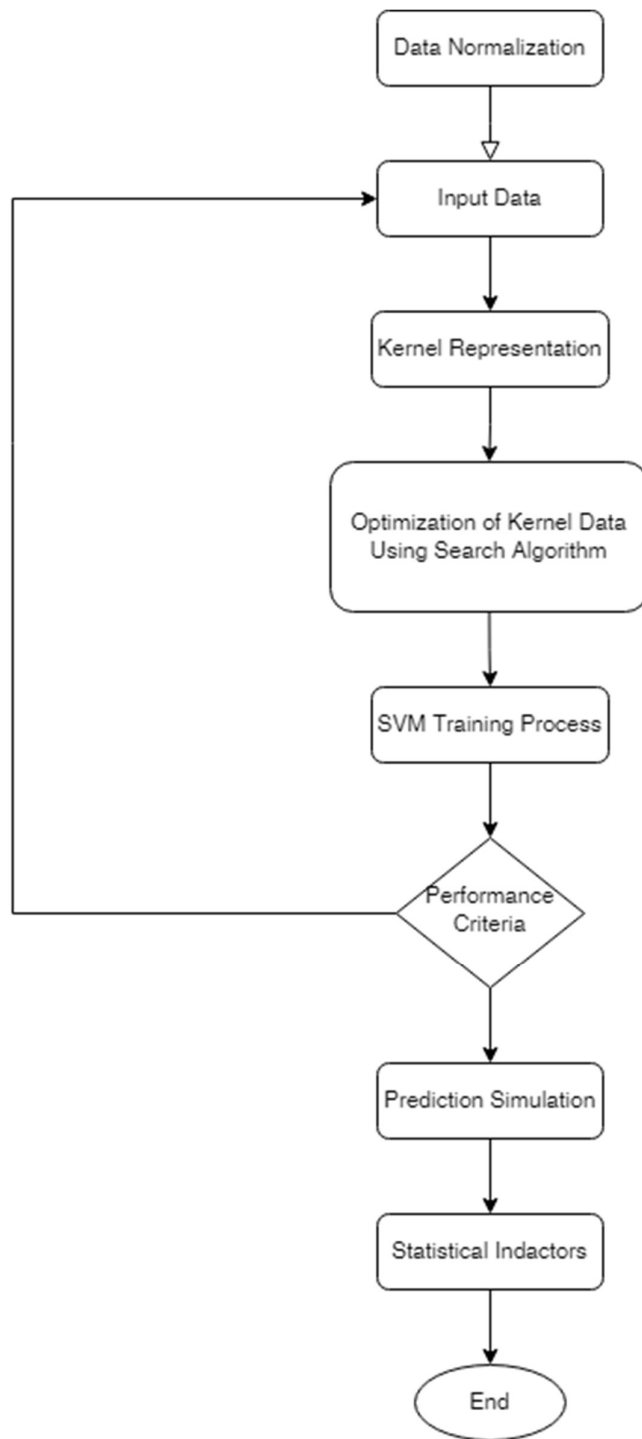 Data Normalization
Input Data
Kernel Representation
Optimization of Kernel Data
Using Search Algorithm
SVM Training Process
Performance
Criteria
Prediction Simulation
Statistical Indactors
End